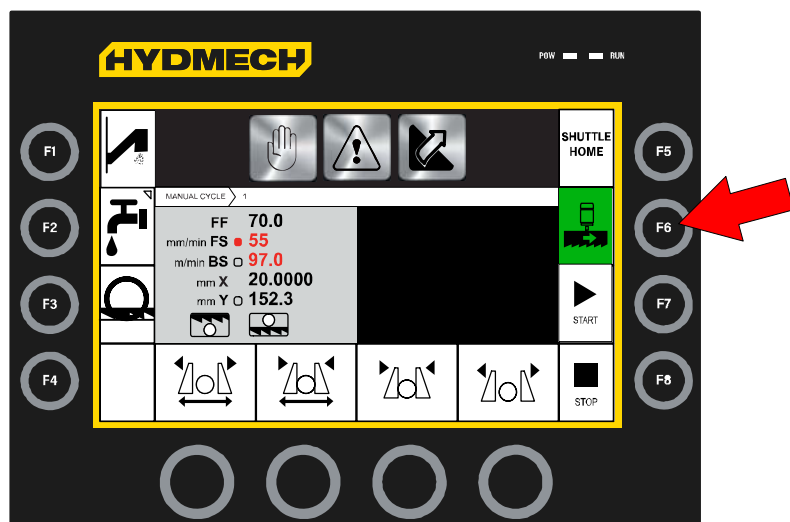 HYDMECH
POW RUN
F1
F2
F3
F4
SHUTTLE
HOME
MANUAL CYCLE 1
FF 70.0
mm/min FS 55
m/min BS 97.0
mm X 20.0000
mm Y 152.3
START
STOP
F5
F6
F7
F8